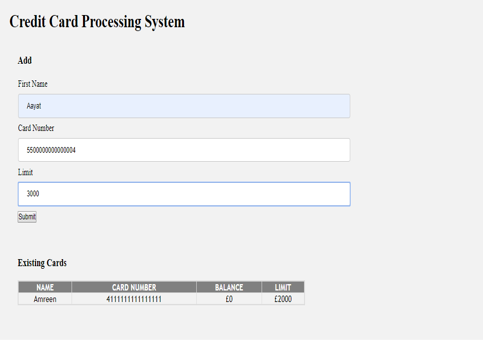 Credit Card Processing System
Add
First Name
Aayat
Card Number
5500000000000004
Limit
3000
Submit
Existing Cards
NAME CARD NUMBER BALANCE LIMIT
Amreen 4111111111111111 £0 £2000